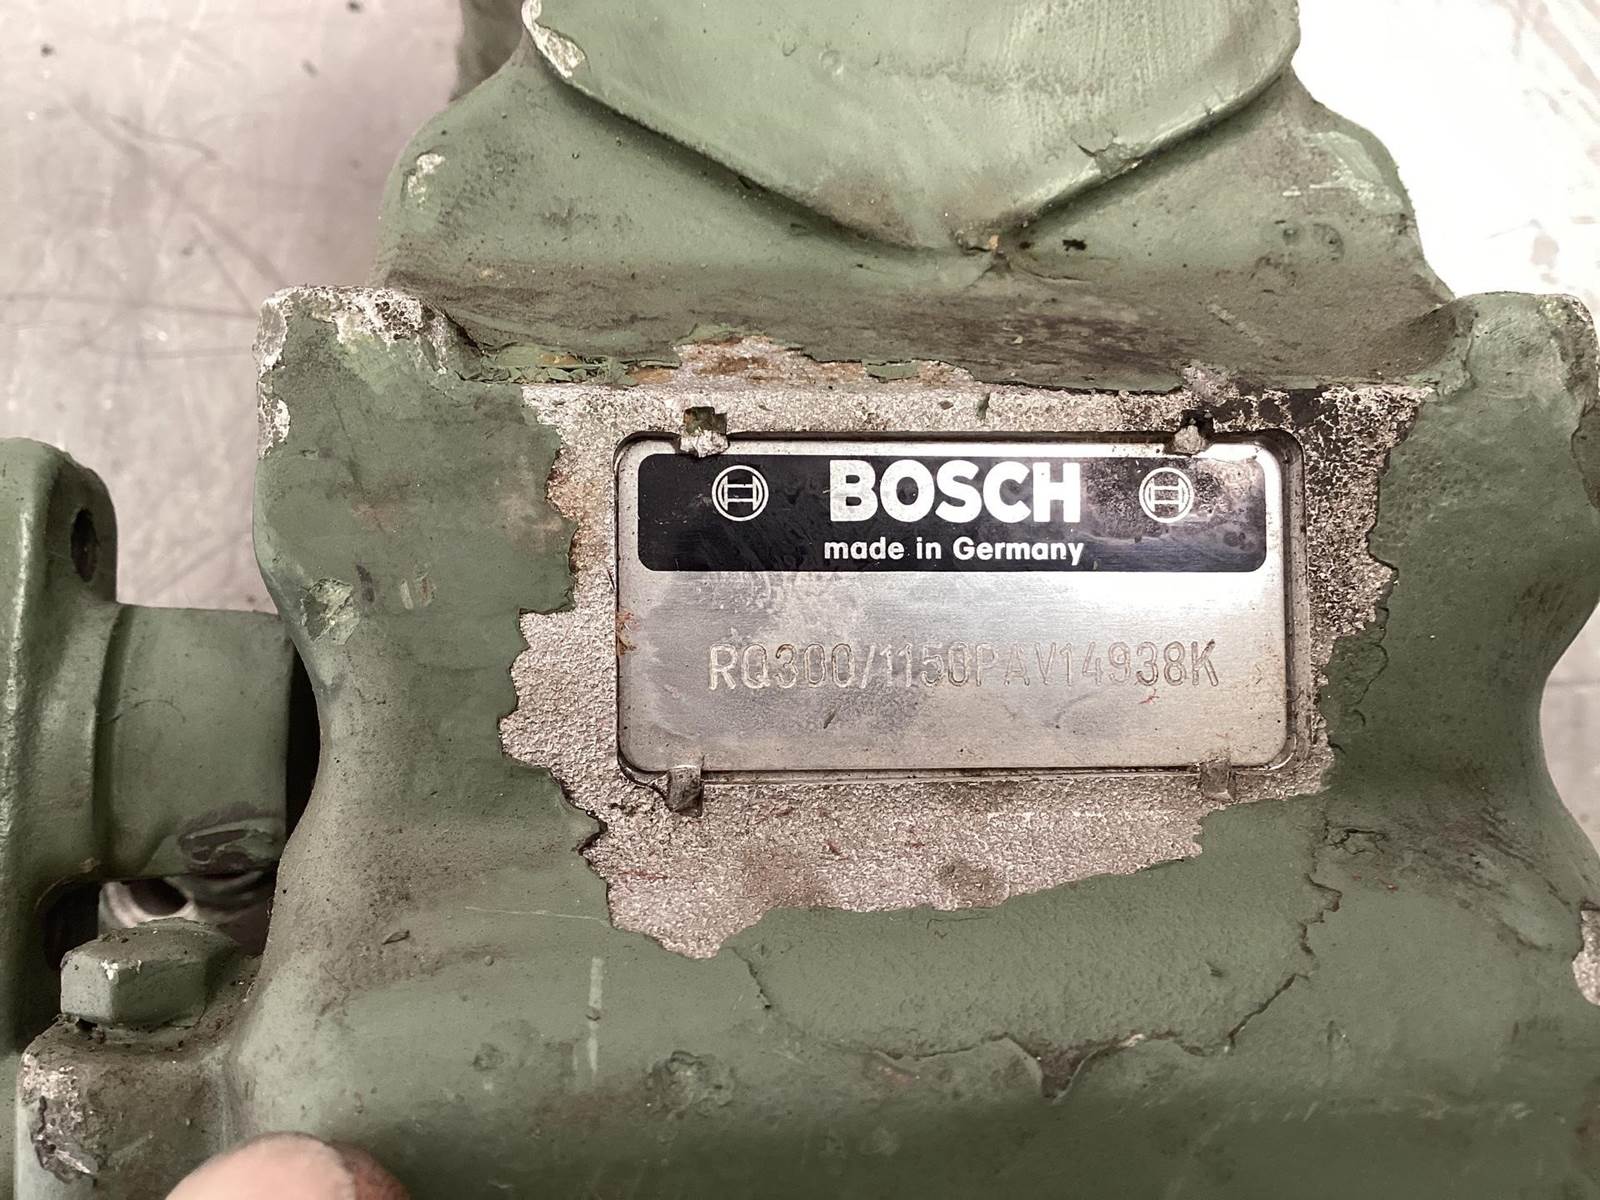 BOSCH
made in Germany
RQ300/1150PAV14938K